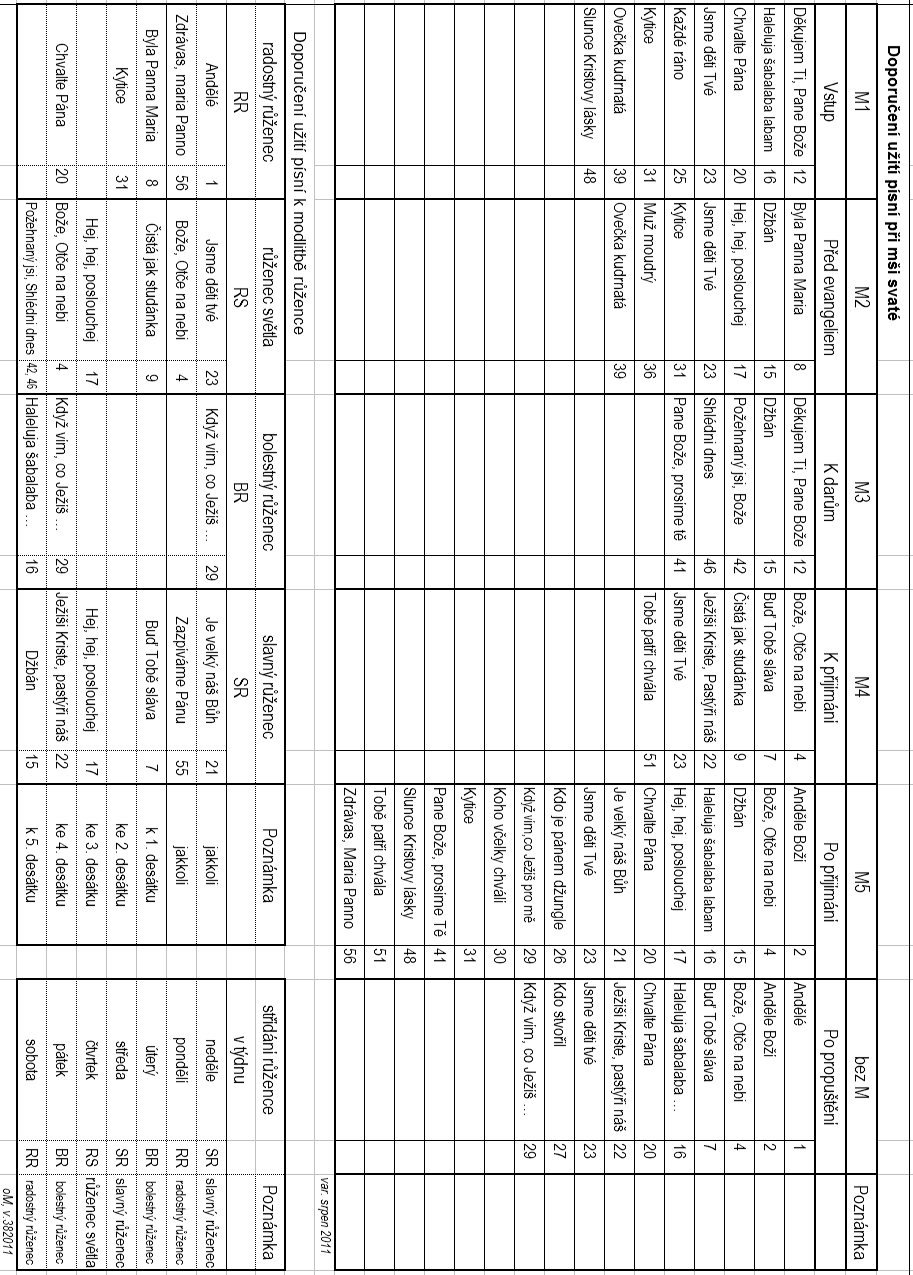 Doporučení užití písní při mši svaté
M1 M2 M3 M4 M5 bez M Poznámka
Vstup Před evangeliem K darům K přijímání Po přijímání Po propuštění
Děkujem Ti, Pane Bože 12 Byla Panna Maria 8 Děkujem Ti, Pane Bože 12 Bože, Otče na nebi 4 Anděle Boží 2 Andělé 1
Haleluja šabalaba labam 16 Džbán 15 Džbán 15 Buď Tobě sláva 7 Bože, Otče na nebi 4 Anděle Boží 2
Chvalte Pána 20 Hej, hej, poslouchej 17 Požehnaný jsi, Bože 42 Čistá jak studánka 9 Džbán 15 Bože, Otče na nebi 4
Jsme děti Tvé 23 Jsme děti Tvé 23 Shlédni dnes 46 Ježíši Kriste, Pastýři náš 22 Haleluja šabalaba labam 16 Buď Tobě sláva 7
Každé ráno 25 Kytice 31 Pane Bože, prosíme tě 41 Jsme děti Tvé 23 Hej, hej, poslouchej 17 Haleluja šabalaba ... 16
Kytice 31 Muž moudrý 36 Tobě patří chvála 51 Chvalte Pána 20 Chvalte Pána 20
Ovečka kudrnatá 39 Ovečka kudrnatá 39 Je velký náš Bůh 21 Ježíši Kriste, pastýři náš 22
Slunce Kristovy lásky 48 Jsme děti Tvé 23 Jsme děti tvé 23
Kdo je pánem džungle 26 Kdo stvořil 27
Když vím, co Ježíš pro mě 29 Když vím, co Ježíš ... 29
Koho včelky chválí 30
Kytice 31
Pane Bože, prosíme Tě 41
Slunce Kristovy lásky 48
Tobě patří chvála 51
Zdrávas, Maria Panno 56
var. srpen 2011
Doporučení užití písní k modlitbě růžence
radostný růženec růženec světla bolestný růženec slavný růženec Poznámka střídání růžence Poznámka
RR RS BR SR v týdnu
Andělé 1 Jsme děti tvé 23 Když vím, co Ježíš ... 29 Je velký náš Bůh 21 jakkoli neděle SR slavný růženec
Zdrávas, maria Panno 56 Bože, Otče na nebi 4 Zazpíváme Pánu 55 jakkoli pondělí RR radostný růženec
Byla Panna Maria 8 Čistá jak studánka 9 Buď Tobě sláva 7 k 1. desátku úterý BR bolestný růženec
Kytice 31 ke 2. desátku středa SR slavný růženec
Hej, hej, poslouchej 17 Hej, hej, poslouchej 17 ke 3. desátku čtvrtek RS růženec světla
Chvalte Pána 20 Bože, Otče na nebi 4 Když vím, co Ježíš ... 29 Ježíši Kriste, pastýři náš 22 ke 4. desátku pátek BR bolestný růženec
Požehnaný jsi, Shlédni dnes 42, 46 Haleluja šabalaba ... 16 Džbán 15 k 5. desátku sobota RR radostný růženec
oM, v.382011